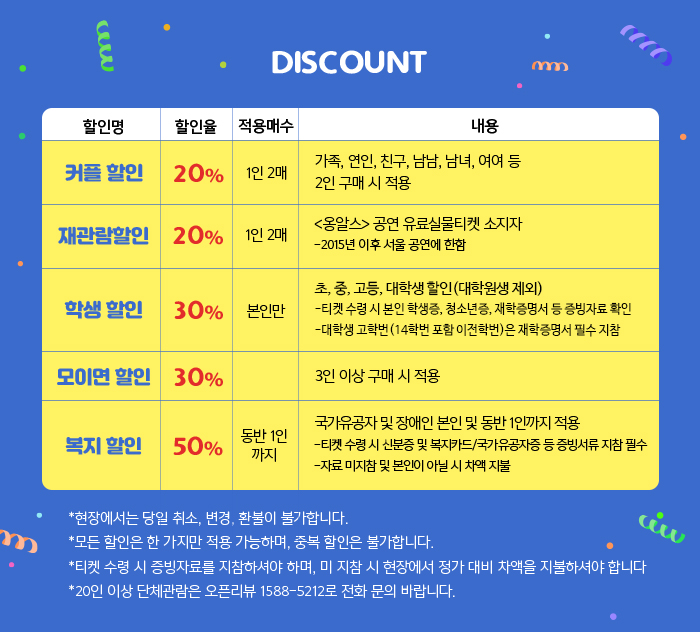 DISCOUNT
할인명 할인율 적용매수 내용
커플 할인 20% 1인 2매
가족, 연인, 친구, 남남, 남녀, 여여 등
2인 구매 시 적용
재관람할인 20% 1인 2매
<옹알스> 공연 유료실물티켓 소지자
-2015년 이후 서울 공연에 한함
학생 할인 30% 본인만
초, 중, 고등, 대학생 할인(대학원생 제외)
-티켓 수령 시 본인 학생증, 청소년증, 재학증명서 등 증빙자료 확인
-대학생 고학번(14학번 포함 이전학번)은 재학증명서 필수 지참
모이면 할인 30% 3인 이상 구매 시 적용
복지 할인 50% 동반 1인
까지
국가유공자 및 장애인 본인 및 동반 1인까지 적용
-티켓 수령 시 신분증 및 복지카드/국가유공자증 등 증빙서류 지참 필수
-자료 미지참 및 본인이 아닐 시 차액 지불
*현장에서는 당일 취소, 변경, 환불이 불가합니다.
*모든 할인은 한 가지만 적용 가능하며, 중복 할인은 불가합니다.
*티켓 수령 시 증빙자료를 지참하셔야 하며, 미 지참 시 현장에서 정가 대비 차액을 지불하셔야 합니다
*20인 이상 단체관람은 오픈리뷰 1588-5212로 전화 문의 바랍니다.